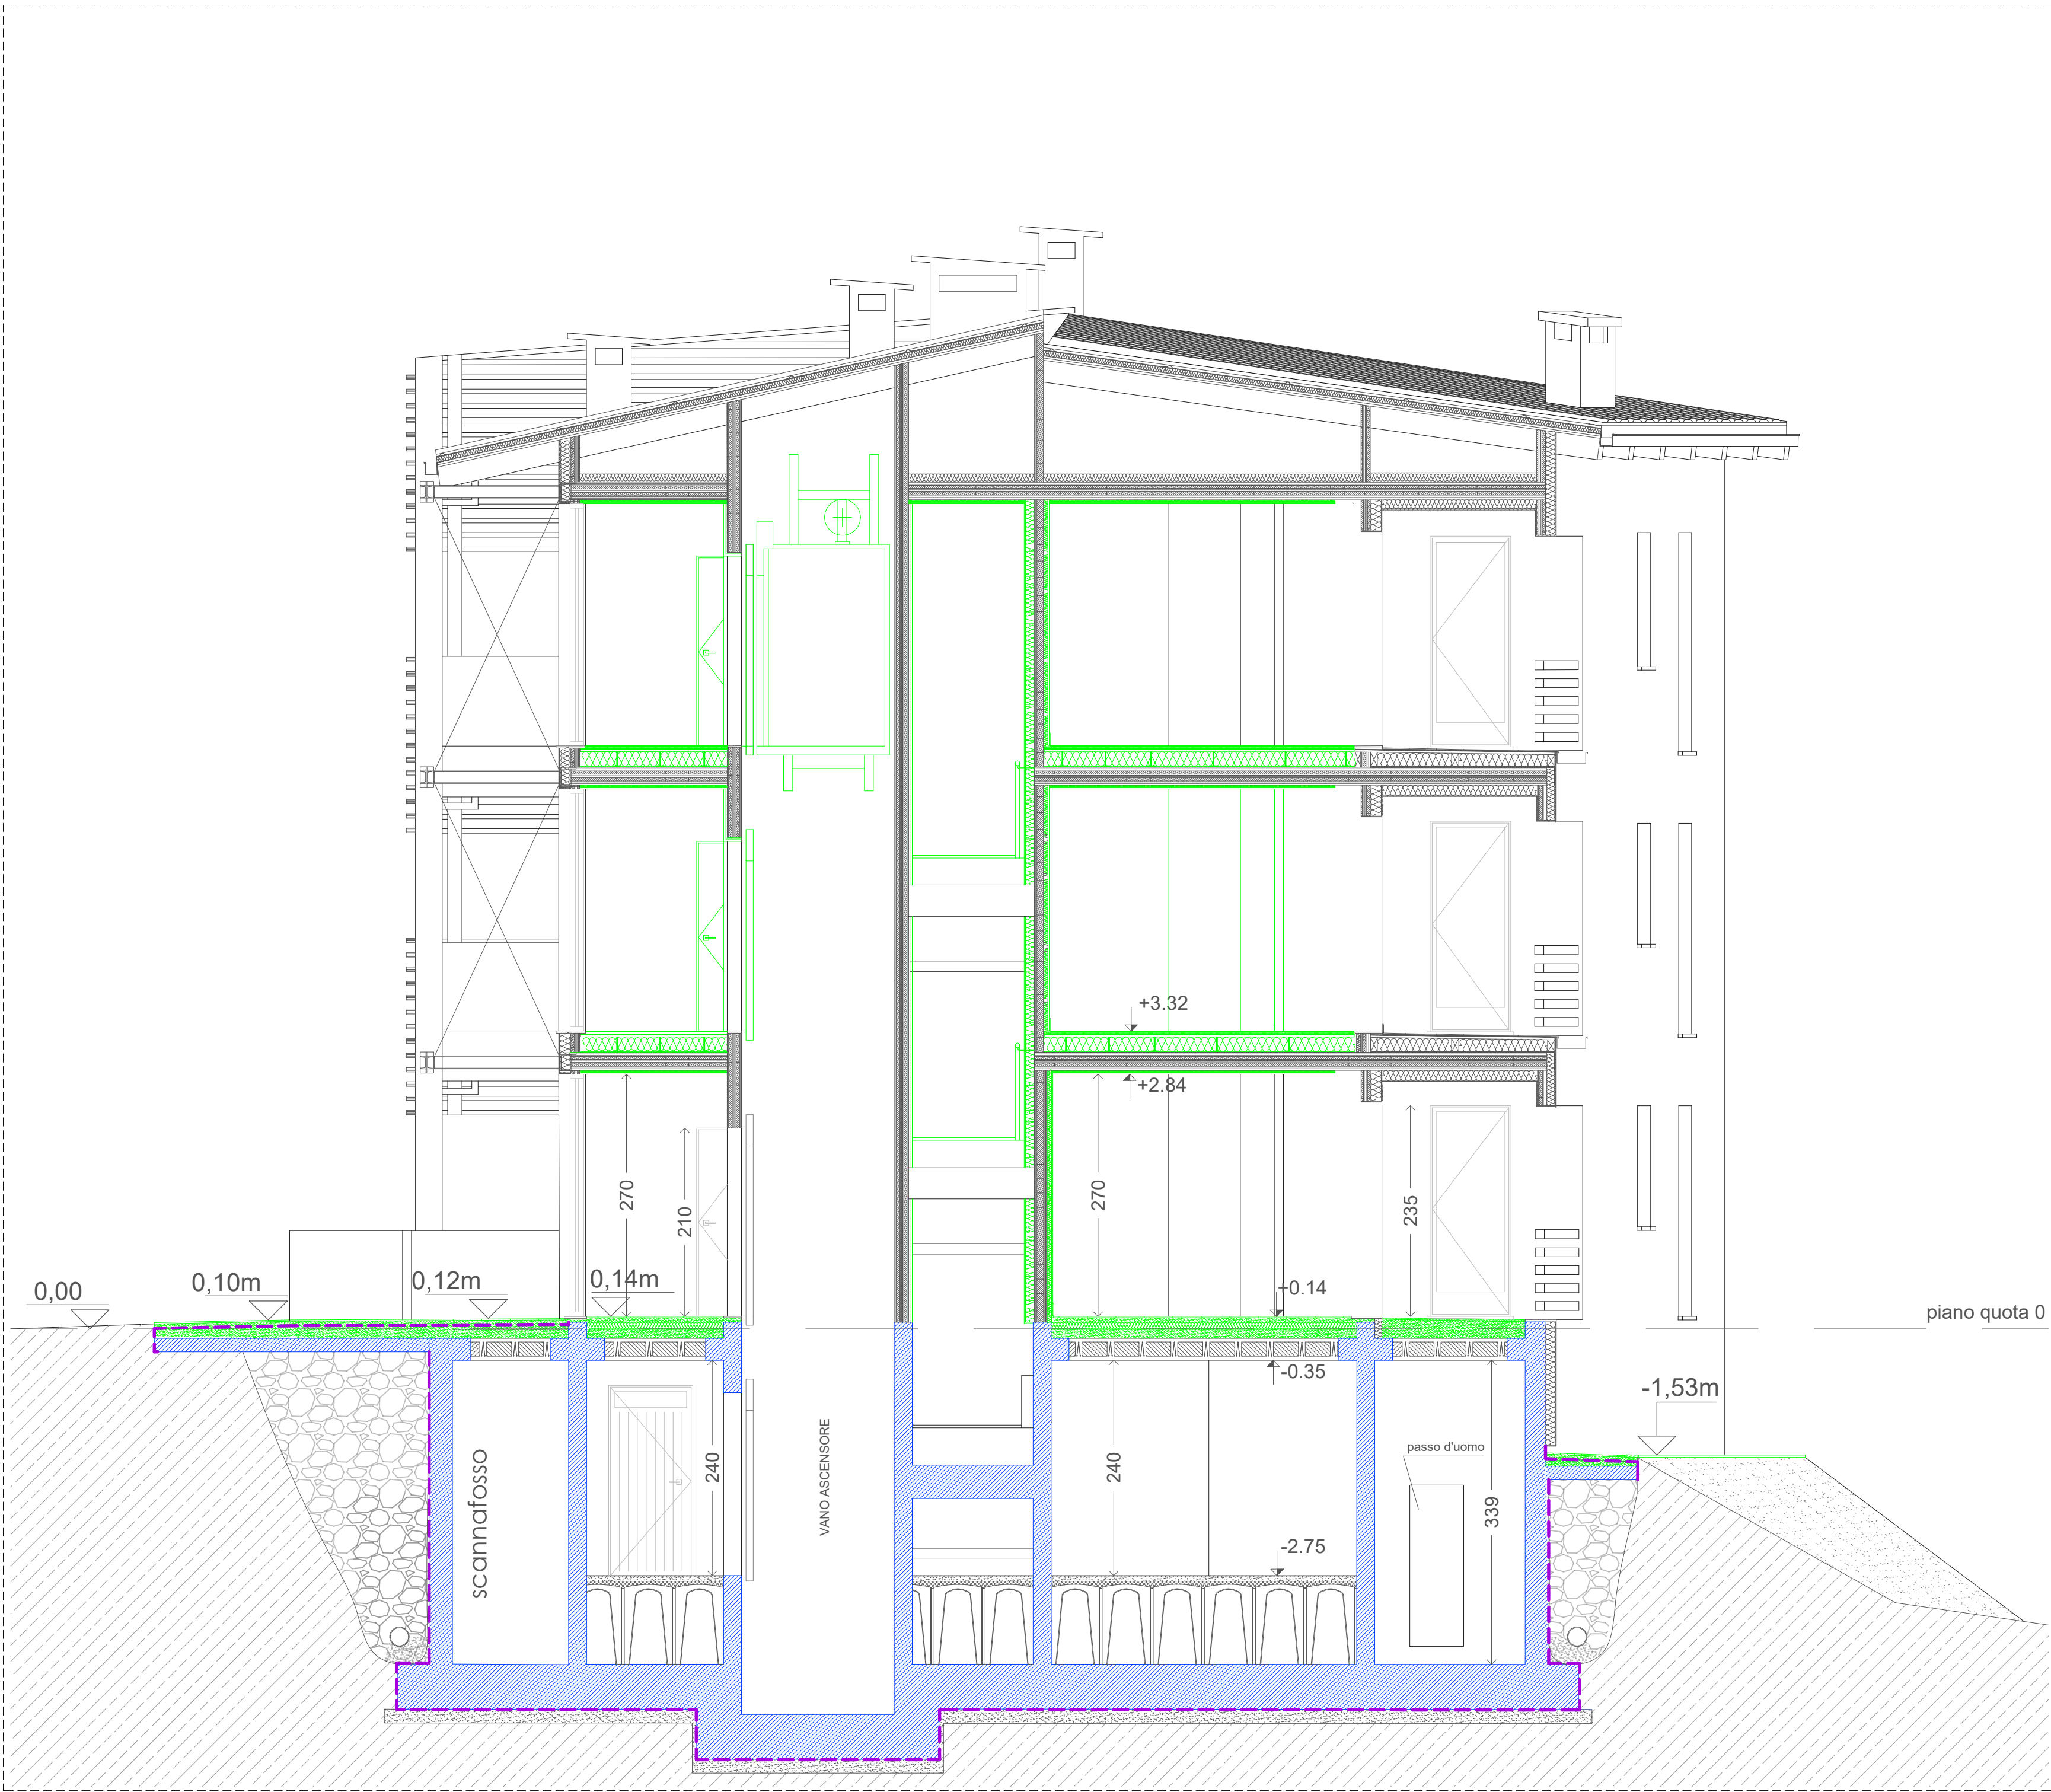 +3.32
+2.84
270
210
270
235
0,00
0,10m
0,12m
0,14m
+0.14
piano quota 0
-0.35
-1,53m
scannafosso
240
VANO ASCENSORE
240
passo d'uomo
339
-2.75